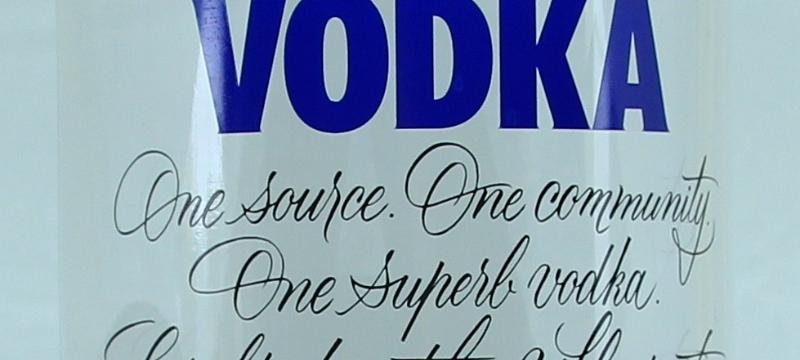 VODKA
One source. One community.
One superb vodka.